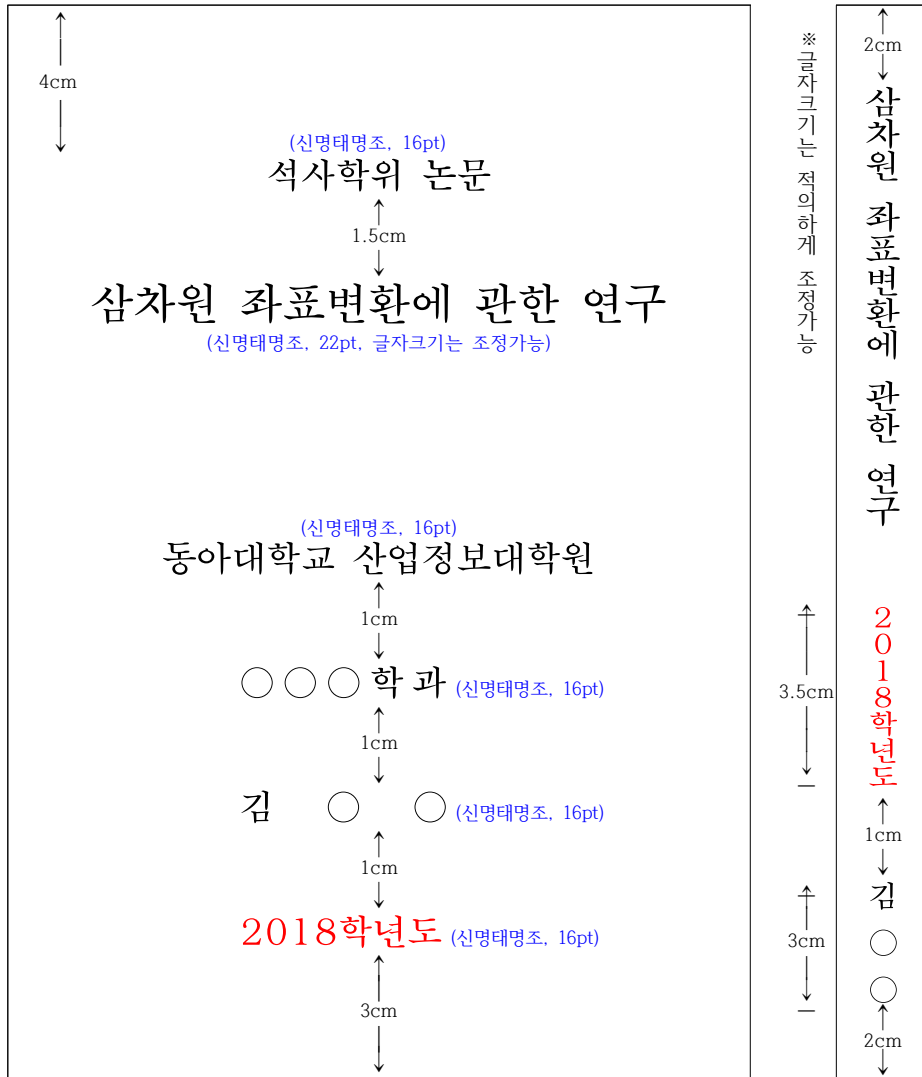 4cm
(신명태명조, 16pt)
석사학위 논문
1.5cm
삼차원 좌표변환에 관한 연구
(신명태명조, 22pt, 글자크기는 조정가능)
(신명태명조, 16pt)
동아대학교 산업정보대학원
1cm
○○○학과 (신명태명조, 16pt)
1cm
김 ○ ○ (신명태명조, 16pt)
1cm
2018학년도 (신명태명조, 16pt)
3cm
※글자크기는 적의하게 조정가능
3.5cm
3cm
2cm
삼차원 좌표변환에 관한 연구
2018학년도
1cm
김○○
2cm